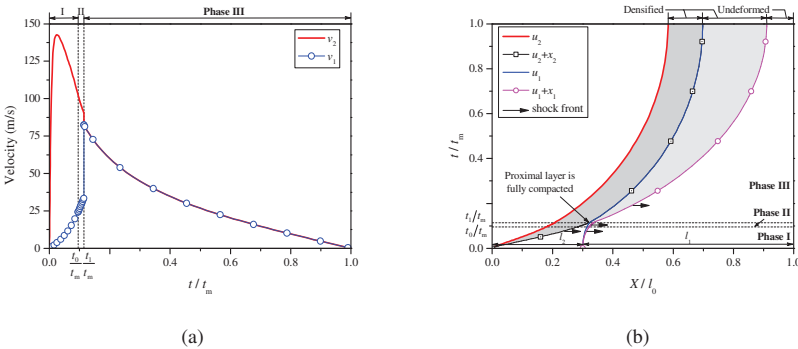 I II Phase III
150
125
100
75
50
25
0
Velocity (m/s)
v₂
v₁
0.0 0.2 0.4 0.6 0.8 1.0
t₀/tₘ t₁/tₘ
t / tₘ
(a)
Densified Undeformed
1.0
0.8
0.6
0.4
0.2
0.0
t / tₘ
u₂
u₂+x₂
u₁
u₁+x₁
shock front
Proximal layer is
fully compacted
Phase III
Phase II
Phase I
t₁/tₘ
t₀/tₘ
l₂ l₁
0.0 0.2 0.4 0.6 0.8 1.0
X / l₀
(b)